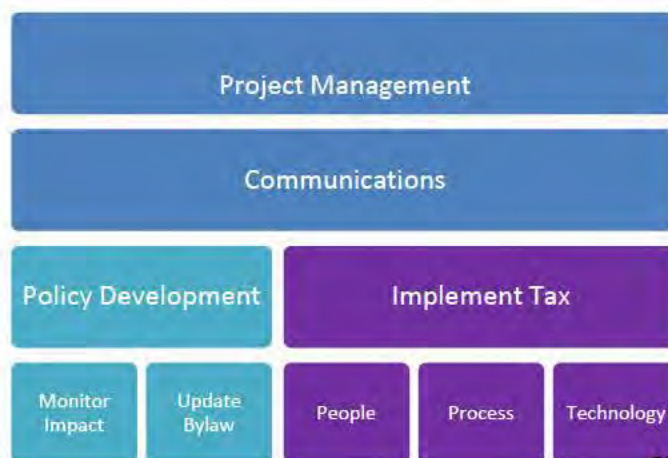 Project Management
Communications
Policy Development
Implement Tax
Monitor
Impact
Update
Bylaw
People
Process
Technology